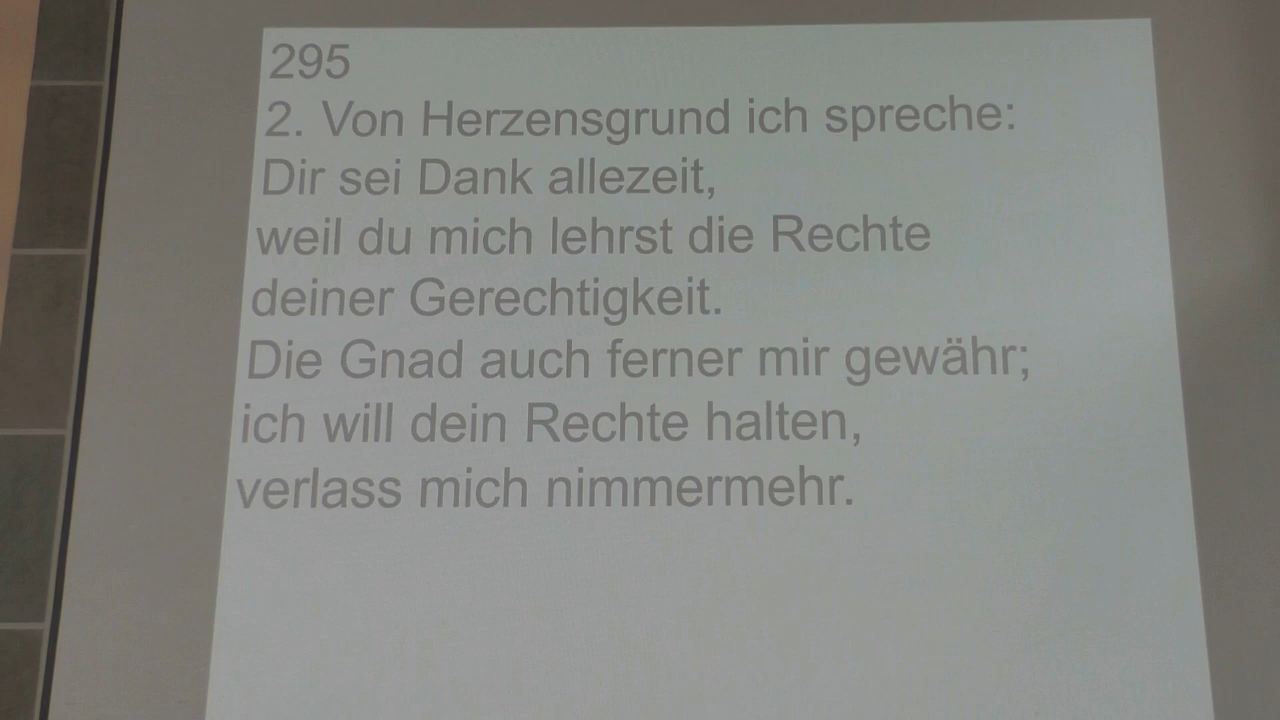 295
2. Von Herzensgrund ich spreche:
Dir sei Dank allezeit,
weil du mich lehrst die Rechte
deiner Gerechtigkeit.
Die Gnad auch ferner mir gewähr;
ich will dein Rechte halten,
verlass mich nimmermehr.